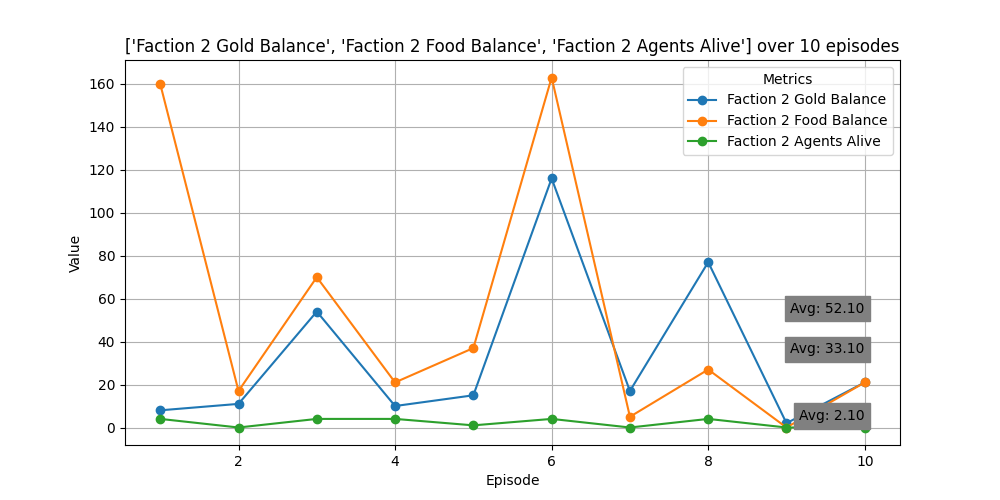 ['Faction 2 Gold Balance', 'Faction 2 Food Balance', 'Faction 2 Agents Alive'] over 10 episodes
Metrics
Faction 2 Gold Balance
Faction 2 Food Balance
Faction 2 Agents Alive
Value
160
140
120
100
80
60
40
20
0
Avg: 52.10
Avg: 33.10
Avg: 2.10
2
4
6
8
10
Episode